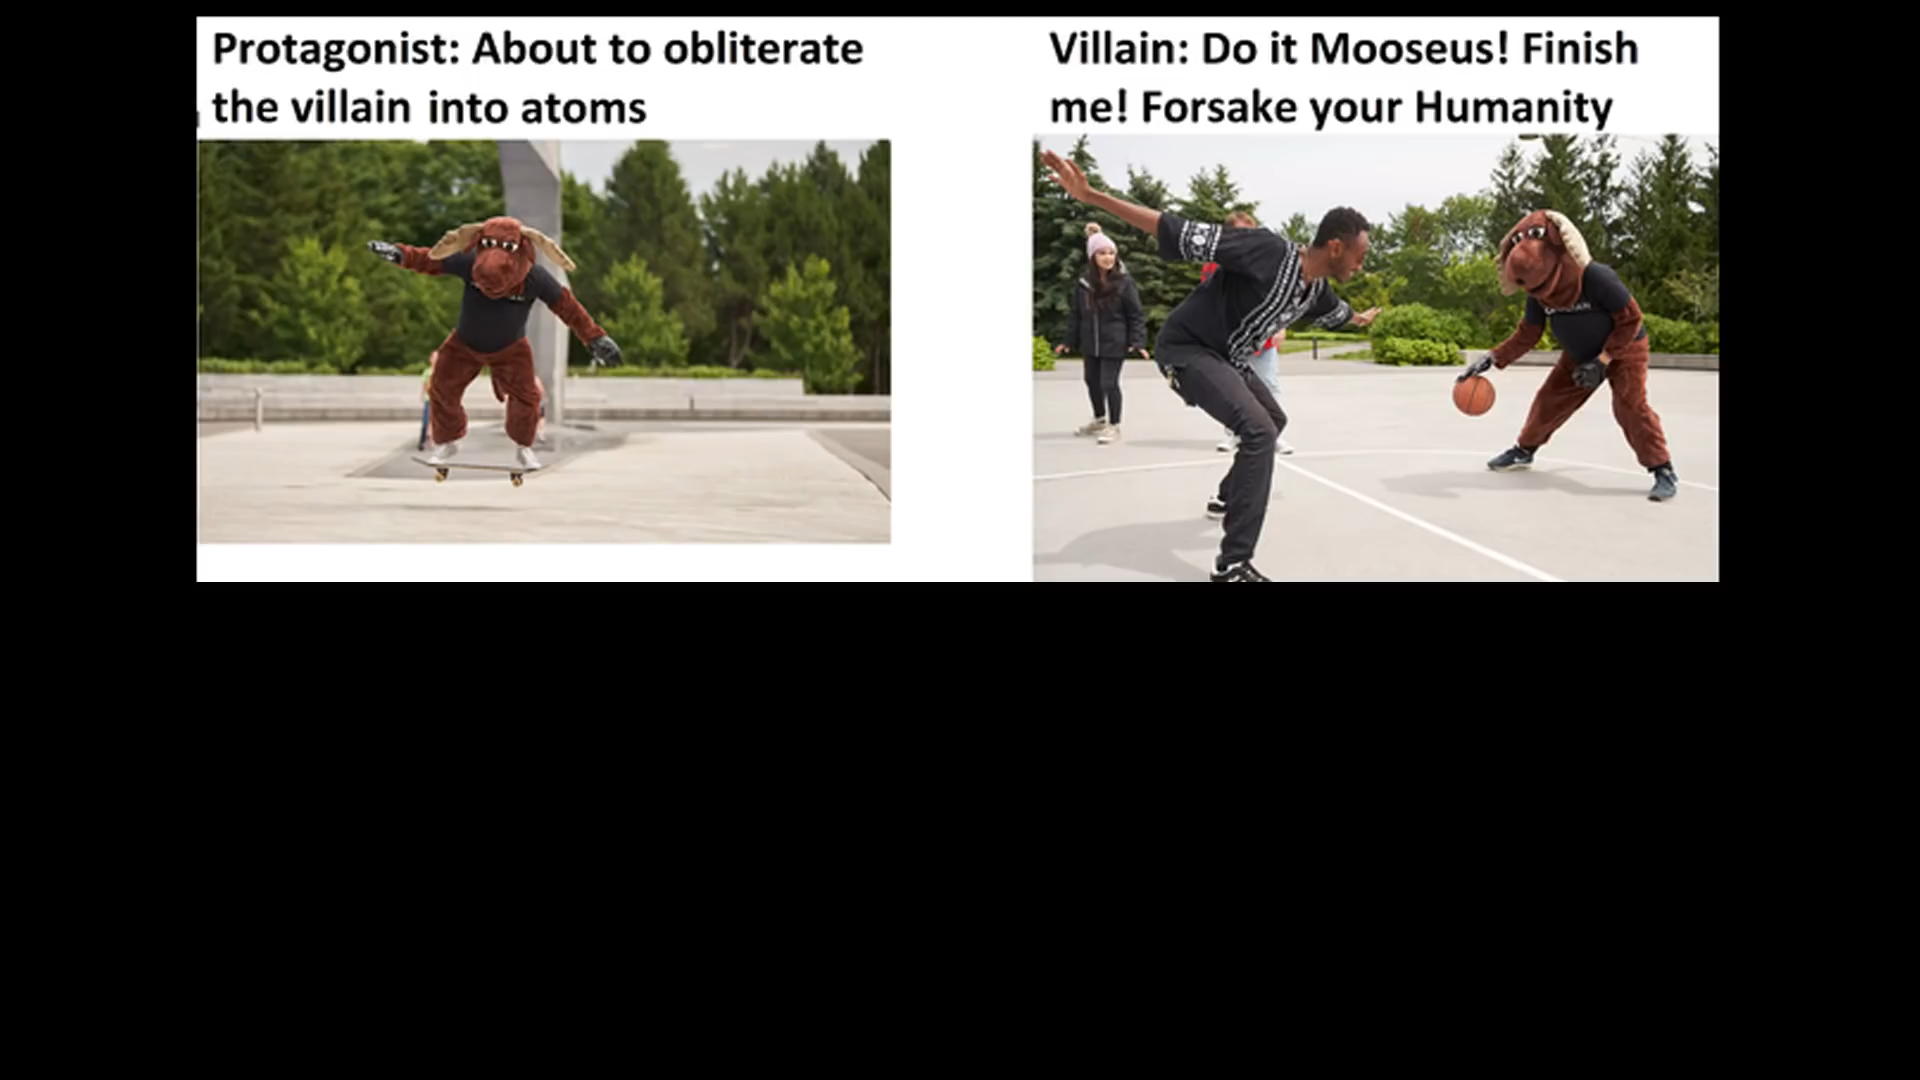 Protagonist: About to obliterate
the villain into atoms
Villain: Do it Mooseus! Finish
me! Forsake your Humanity